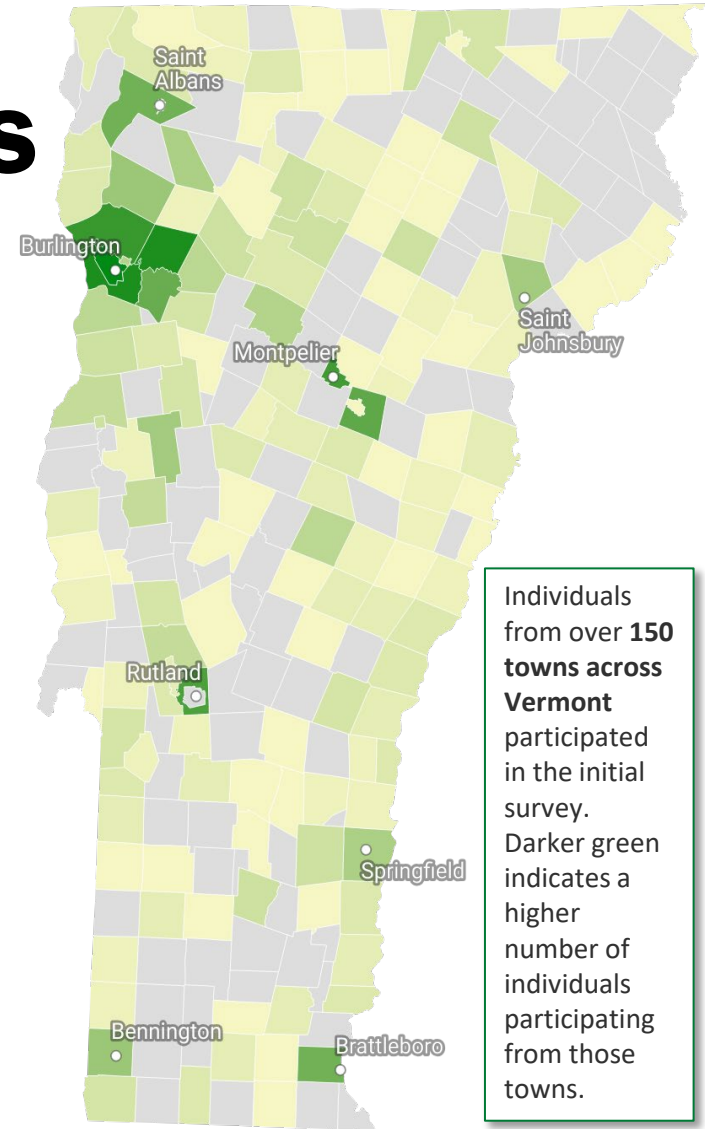 s
Saint
Albans
Burlington
Montpelier
Saint
Johnsbury
Rutland
Springfield
Bennington
Brattleboro
Individuals
from over 150
towns across
Vermont
participated
in the initial
survey.
Darker green
indicates a
higher
number of
individuals
participating
from those
towns.